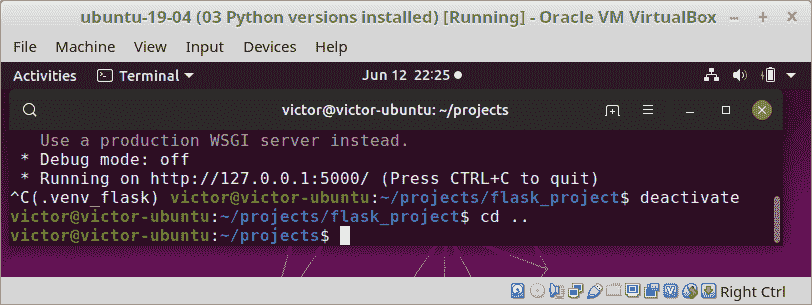 ubuntu-19-04 (03 Python versions installed) [Running] - Oracle VM VirtualBox
File Machine View Input Devices Help
Activities Terminal Jun 12 22:25
victor@victor-ubuntu: ~/projects
Use a production WSGI server instead.
* Debug mode: off
* Running on http://127.0.0.1:5000/ (Press CTRL+C to quit)
^C(.venv_flask) victor@victor-ubuntu:~/projects/flask_project$ deactivate
victor@victor-ubuntu:~/projects/flask_project$ cd ..
victor@victor-ubuntu:~/projects$
Right Ctrl